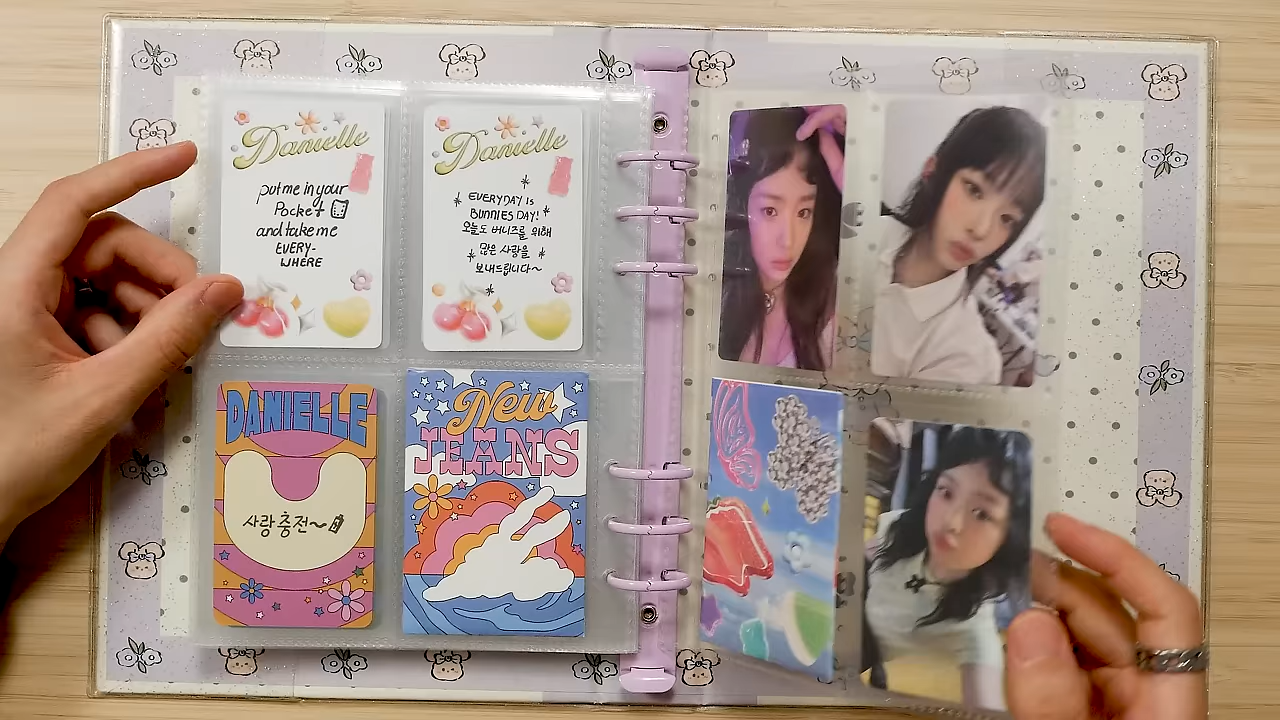 Danielle
put me in your
Pocket
and take me
EVERY-
WHERE
Danielle
EVERYDAY IS
BUNNIES DAY!
오늘도 버니즈를 위해
많은 사랑을
보내드립니다~
DANIELLE
사랑충전~
New
JEANS